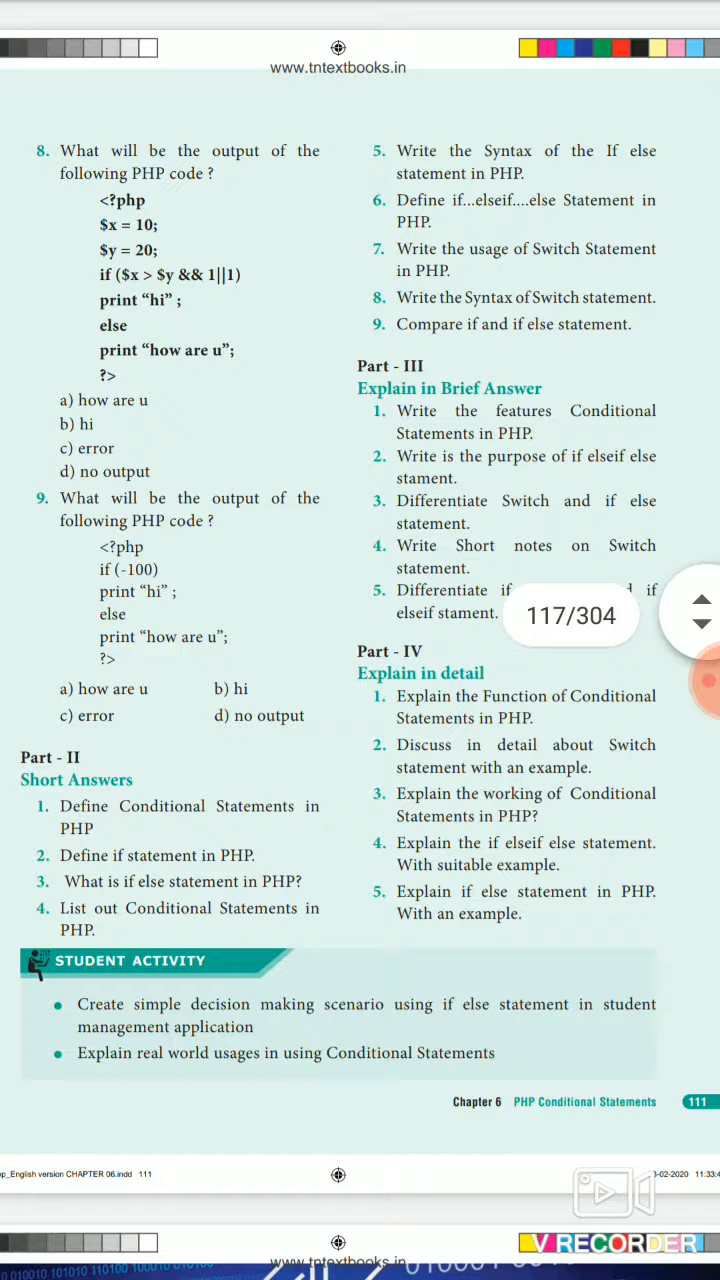 www.tntextbooks.in
8. What will be the output of the
following PHP code ?
<?php
$x = 10;
$y = 20;
if ($x > $y && 1||1)
print “hi” ;
else
print “how are u”;
?>
a) how are u
b) hi
c) error
d) no output
9. What will be the output of the
following PHP code ?
<?php
if (-100)
print “hi” ;
else
print “how are u”;
?>
a) how are u b) hi
c) error d) no output
Part - II
Short Answers
1. Define Conditional Statements in
PHP
2. Define if statement in PHP.
3. What is if else statement in PHP?
4. List out Conditional Statements in
PHP.
5. Write the Syntax of the If else
statement in PHP.
6. Define if...elseif....else Statement in
PHP.
7. Write the usage of Switch Statement
in PHP.
8. Write the Syntax of Switch statement.
9. Compare if and if else statement.
Part - III
Explain in Brief Answer
1. Write the features Conditional
Statements in PHP.
2. Write is the purpose of if elseif else
stament.
3. Differentiate Switch and if else
statement.
4. Write Short notes on Switch
statement.
5. Differentiate if if
elseif stament.
117/304
Part - IV
Explain in detail
1. Explain the Function of Conditional
Statements in PHP.
2. Discuss in detail about Switch
statement with an example.
3. Explain the working of Conditional
Statements in PHP?
4. Explain the if elseif else statement.
With suitable example.
5. Explain if else statement in PHP.
With an example.
STUDENT ACTIVITY
• Create simple decision making scenario using if else statement in student
management application
• Explain real world usages in using Conditional Statements
Chapter 6 PHP Conditional Statements 111
p_English version CHAPTER 06.indd 111
-02-2020 11:33:4
VRECORDER
www.tntextbooks.in